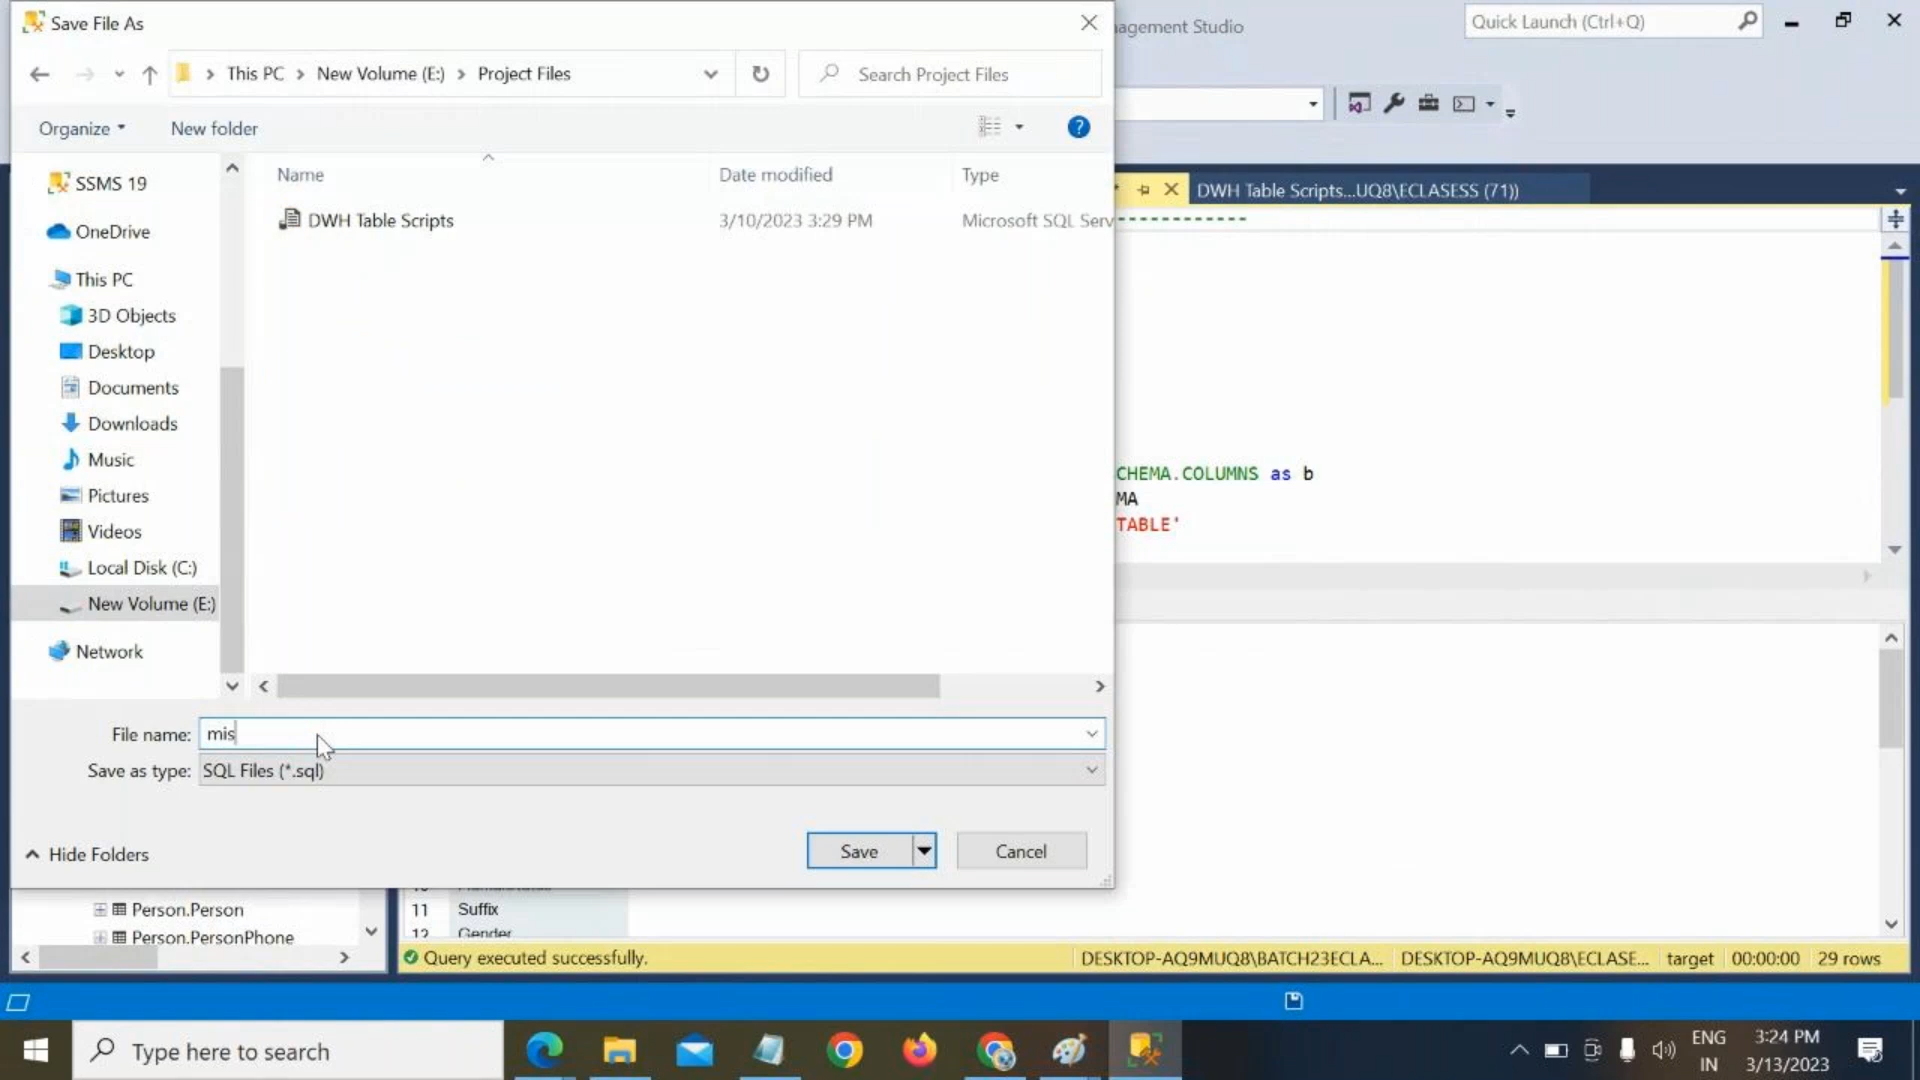 Save File As
agement Studio
Quick Launch (Ctrl+Q)
This PC > New Volume (E:) > Project Files
Search Project Files
Organize
New folder
SSMS 19
OneDrive
This PC
3D Objects
Desktop
Documents
Downloads
Music
Pictures
Videos
Local Disk (C:)
New Volume (E:)
Network
Name
Date modified
Type
DWH Table Scripts
3/10/2023 3:29 PM
Microsoft SQL Serv
DWH Table Scripts...UQ8\ECLASESS (71))
------------
CHEMA.COLUMNS as b
MA
TABLE'
File name: mis
Save as type: SQL Files (*.sql)
Hide Folders
Save
Cancel
Person.Person
Person.PersonPhone
11 Suffix
12 Gender
Query executed successfully.
DESKTOP-AQ9MUQ8\BATCH23ECLA...
DESKTOP-AQ9MUQ8\ECLASE...
target
00:00:00
29 rows
Type here to search
ENG
IN
3:24 PM
3/13/2023